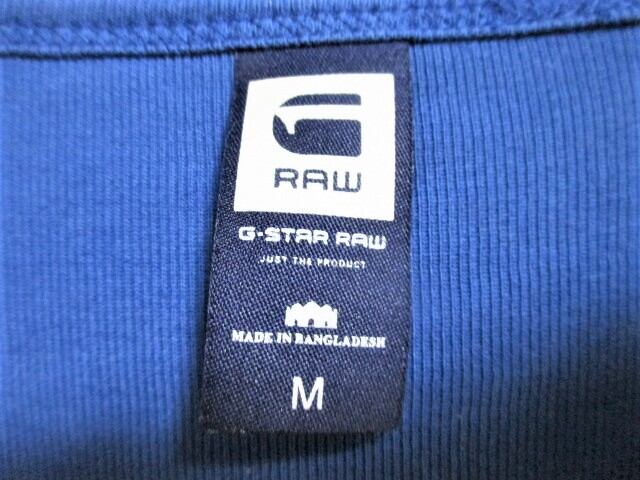 G
RAW
G-STAR RAW
JUST THE PRODUCT
MADE IN BANGLADESH
M